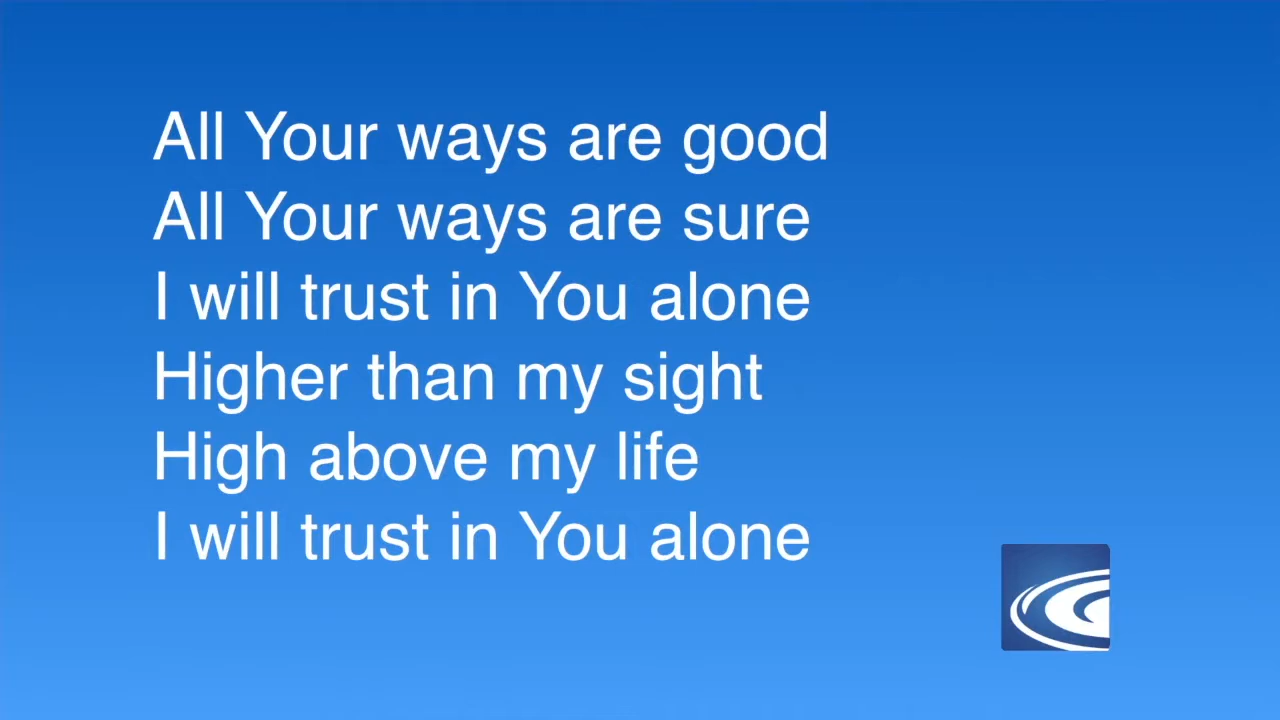 All Your ways are good
All Your ways are sure
I will trust in You alone
Higher than my sight
High above my life
I will trust in You alone